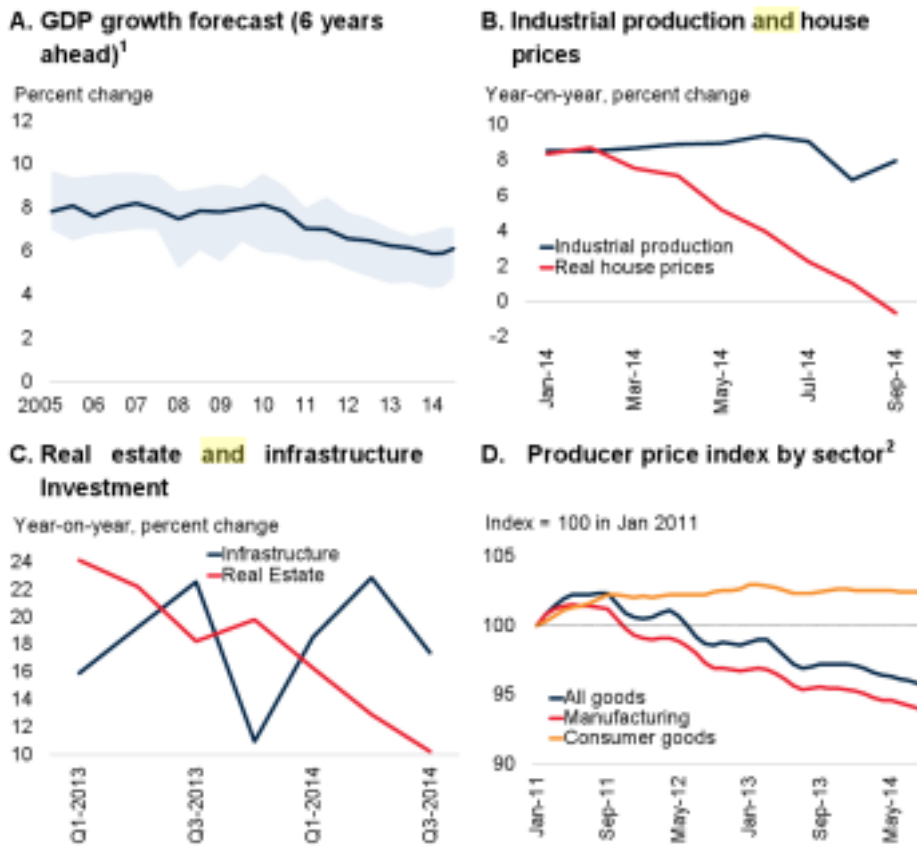 A. GDP growth forecast (6 years
ahead)1
Percent change
12
10
8
6
4
2
0
2005 06 07 08 09 10 11 12 13 14
B. Industrial production and house
prices
Year-on-year, percent change
10
8
6
4
2
0
-2
Industrial production
Real house prices
Jan-14
Mar-14
May-14
Jul-14
Sep-14
C. Real estate and infrastructure
Investment
Year-on-year, percent change
24
22
20
18
16
14
12
10
Infrastructure
Real Estate
Q1-2013
Q3-2013
Q1-2014
Q3-2014
D. Producer price index by sector2
Index = 100 in Jan 2011
105
100
95
90
All goods
Manufacturing
Consumer goods
Jan-11
Sep-11
May-12
Jan-13
Sep-13
May-14